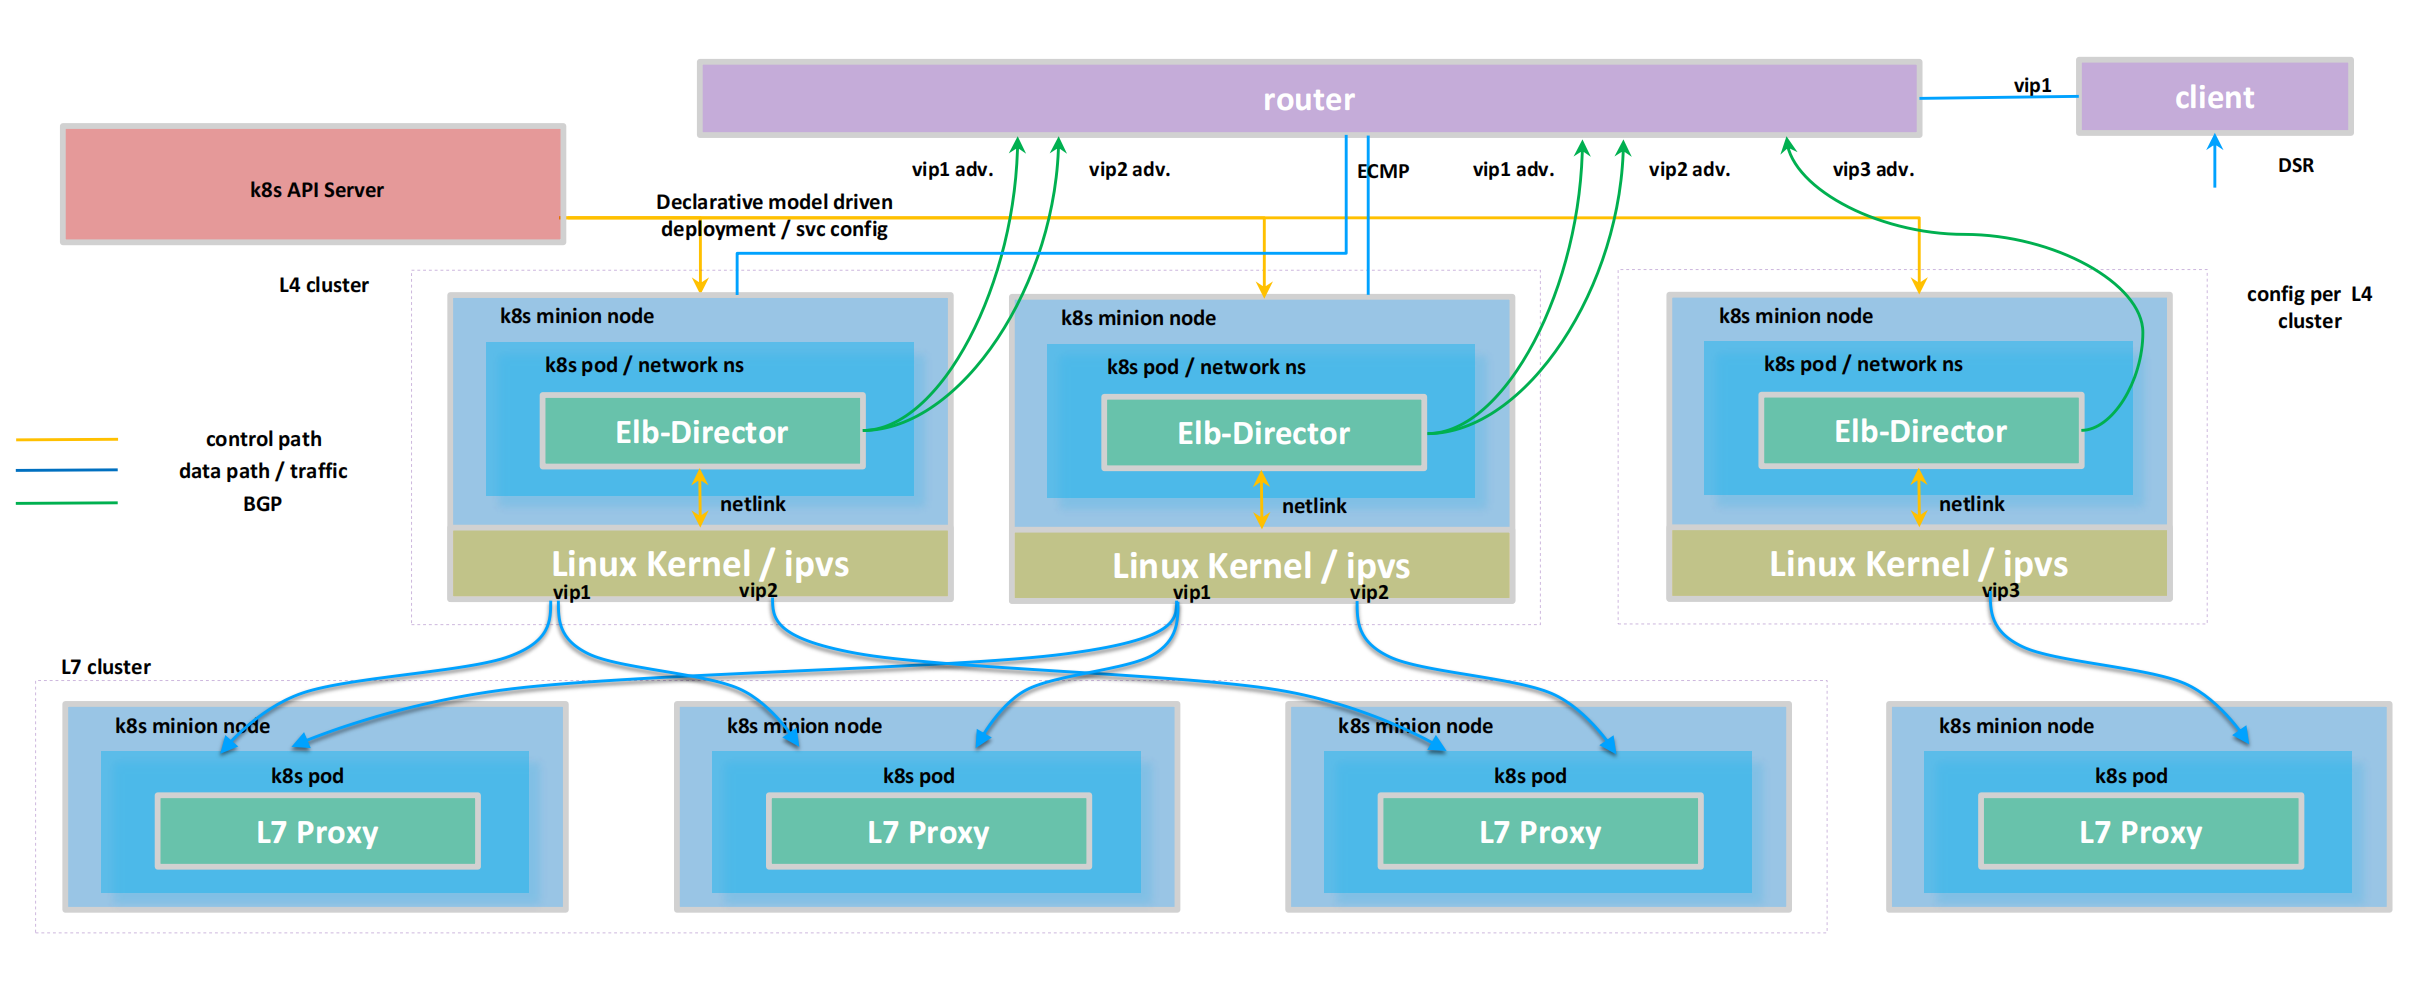 router
vip1
client
k8s API Server
vip1 adv.
vip2 adv.
ECMP
vip1 adv.
vip2 adv.
vip3 adv.
DSR
Declarative model driven
deployment / svc config
L4 cluster
config per L4
cluster
k8s minion node
k8s pod / network ns
Elb-Director
netlink
Linux Kernel / ipvs
vip1
vip2
k8s minion node
k8s pod / network ns
Elb-Director
netlink
Linux Kernel / ipvs
vip1
vip2
k8s minion node
k8s pod / network ns
Elb-Director
netlink
Linux Kernel / ipvs
vip3
control path
data path / traffic
BGP
L7 cluster
k8s minion node
k8s pod
L7 Proxy
k8s minion node
k8s pod
L7 Proxy
k8s minion node
k8s pod
L7 Proxy
k8s minion node
k8s pod
L7 Proxy